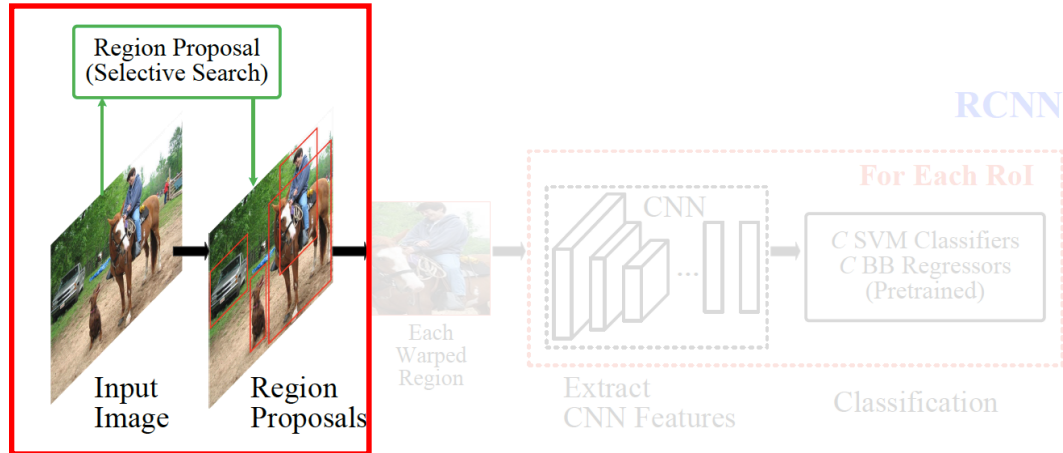 Region Proposal
(Selective Search)
Input
Image
Region
Proposals
Each
Warped
Region
RCNN
For Each RoI
CNN
...
Extract
CNN Features
C SVM Classifiers
C BB Regressors
(Pretrained)
Classification